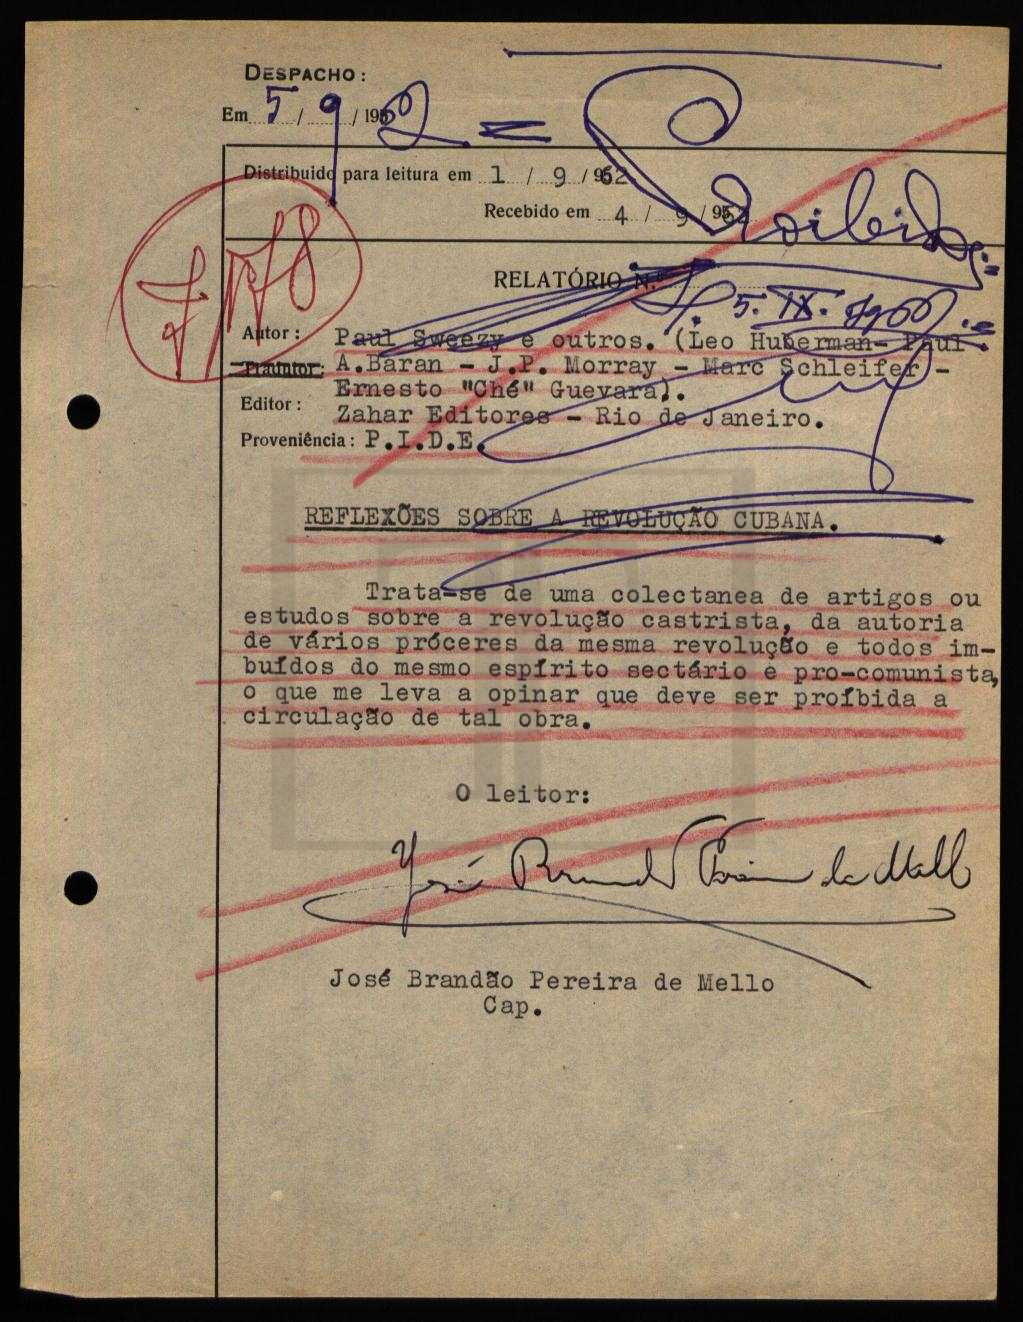 DESPACHO:
Em 5 / 9 / 1962 =
Distribuido para leitura em 1 / 9 / 962
Recebido em 4 / 9 / 962
Proibido
RELATÓRIO N.º
5. IX. 
Autor: Paul Sweezy e outros. (Leo Huberman- Paul
Tradutor: A.Baran - J.P. Morray - Marc Schleifer -
Ernesto "Ché" Guevara).
Editor: Zahar Editores - Rio de Janeiro.
Proveniência: P.I.D.E.
REFLEXÕES SOBRE A REVOLUÇÃO CUBANA.
Trata-se de uma colectanea de artigos ou
estudos sobre a revolução castrista, da autoria
de vários próceres da mesma revolução e todos im-
buídos do mesmo espírito sectário e pro-comunista,
o que me leva a opinar que deve ser proíbida a
circulação de tal obra.
O leitor:
José Brandão Pereira de Mello
José Brandão Pereira de Mello
Cap.